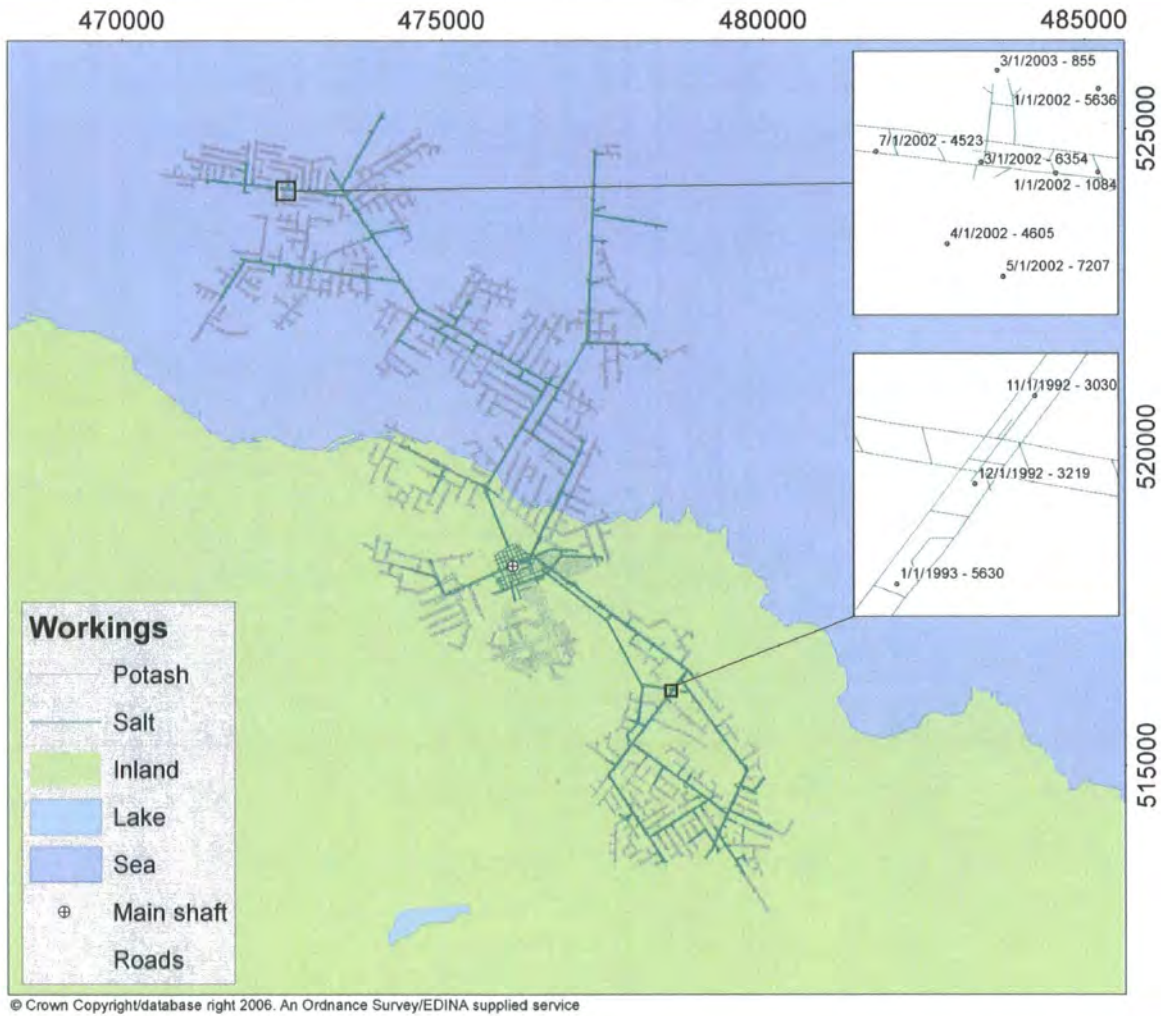 470000 475000 480000 485000
3/1/2003 - 855
1/1/2002 - 5636
7/1/2002 - 4523
3/1/2002 - 6354
1/1/2002 - 1084
4/1/2002 - 4605
5/1/2002 - 7207
11/1/1992 - 3030
12/1/1992 - 3219
1/1/1993 - 5630
525000
520000
515000
Workings
Potash
Salt
Inland
Lake
Sea
Main shaft
Roads
© Crown Copyright/database right 2006. An Ordnance Survey/EDINA supplied service